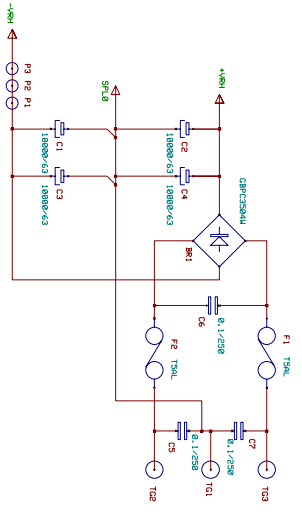 -VRH
SPL0
+VRH
P3
P2
P1
C1
10000/63
C2
10000/63
C3
10000/63
C4
10000/63
GBPC3504W
BR1
C6
0.1/250
F1
T5AL
F2
T5AL
C5
0.1/250
C7
0.1/250
TG2
TG1
TG3